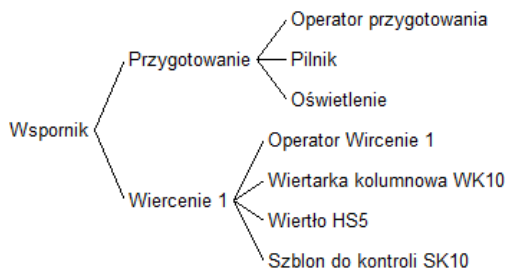 Operator przygotowania
Przygotowanie
Pilnik
Oświetlenie
Wspornik
Operator Wircenie 1
Wiertarka kolumnowa WK10
Wiercenie 1
Wiertło HS5
Szblon do kontroli SK10